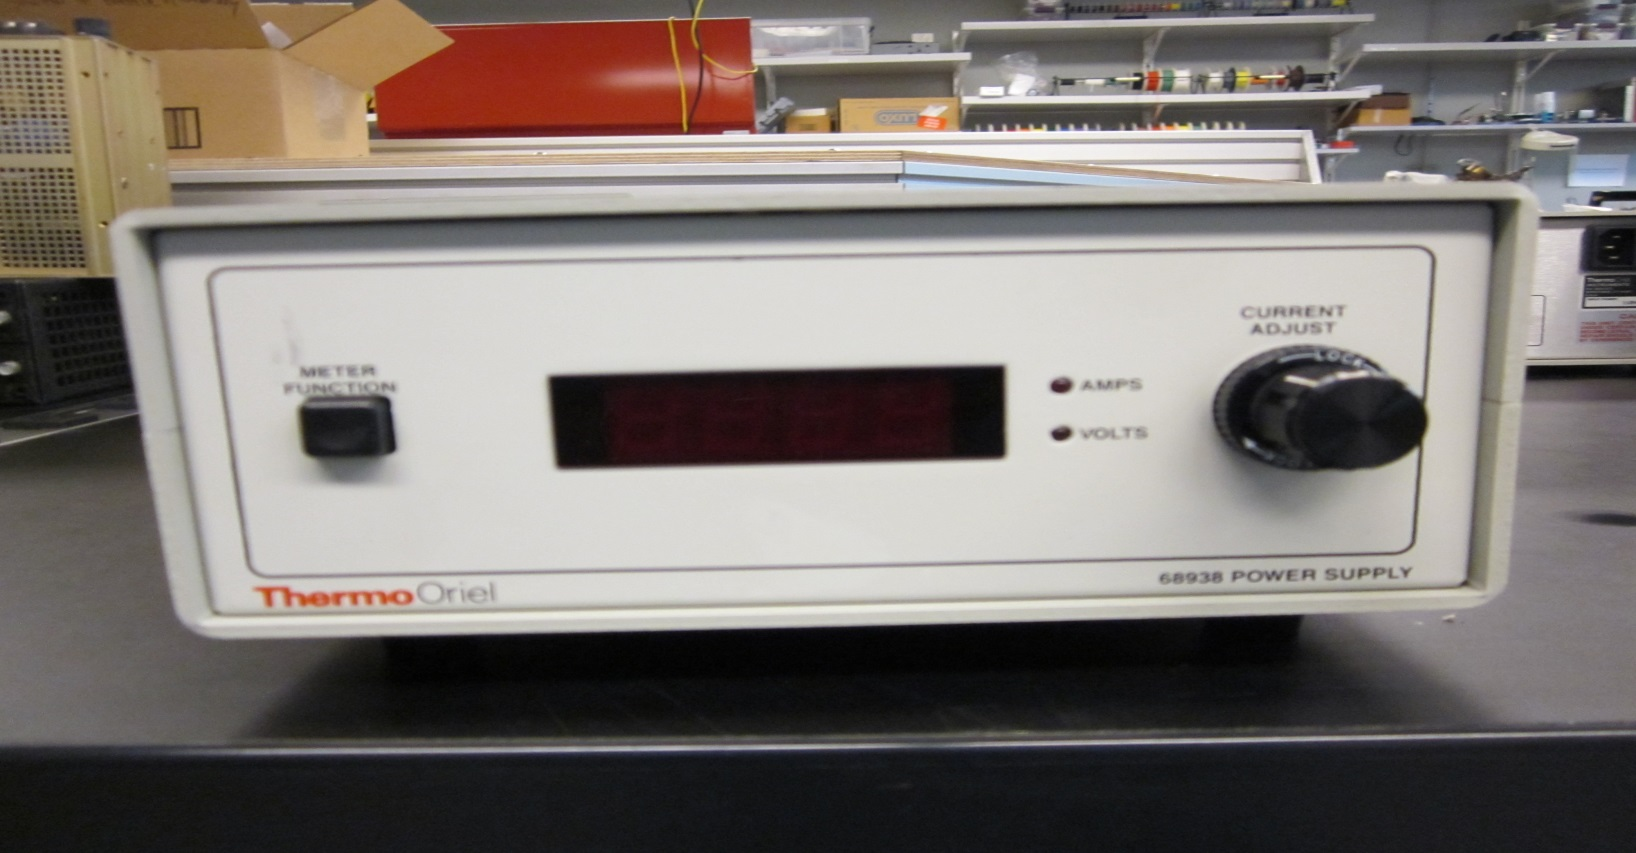 METER
FUNCTION
AMPS
VOLTS
CURRENT
ADJUST
LOCK
ThermoOriel
68938 POWER SUPPLY